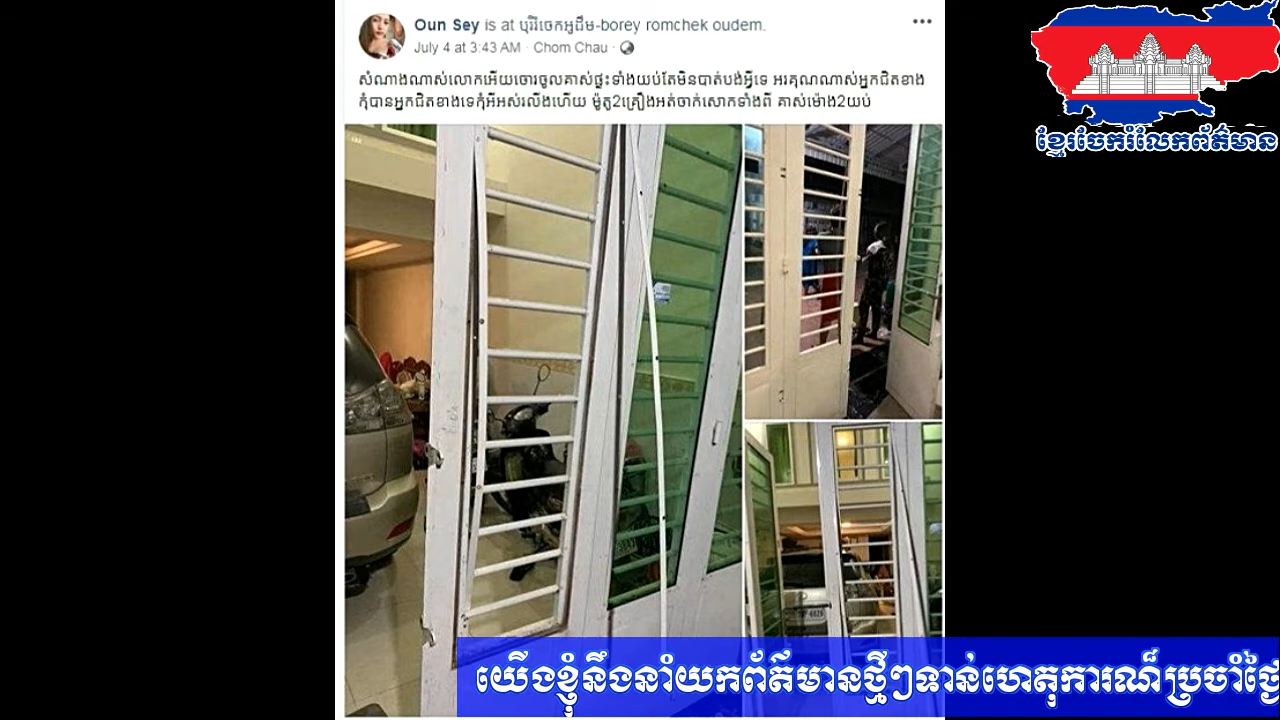 Oun Sey is at បុរីរំចេកឧដឹម-borey romchek oudem.
July 4 at 3:43 AM · Chom Chau ·
សំណាងណាស់លោកអើយចោរចូលគាស់ផ្ទះទាំងយប់តែមិនបាត់បង់អ្វីទេ អរគុណណាស់អ្នកជិតខាង
កុំបានអ្នកជិតខាងទេកុំអីអស់រលីងហើយ ម៉ូតូ2គ្រឿងអត់ចាក់សោកទាំងពី គាស់ម៉ោង2យប់
ខ្មែរចែករំលែកព័ត៌មាន
យើងខ្ញុំនឹងនាំយកព័ត៌មានថ្មីៗទាន់ហេតុការណ៍ប្រចាំថ្ងៃ